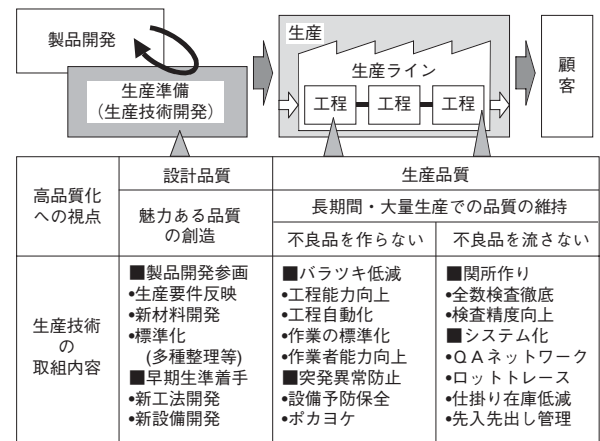 製品開発
生産準備
(生産技術開発)
生産
生産ライン
工程
工程
工程
顧
客
高品質化
への視点
設計品質
生産品質
魅力ある品質
の創造
長期間・大量生産での品質の維持
不良品を作らない
不良品を流さない
生産技術
の
取組内容
■製品開発参画
•生産要件反映
•新材料開発
•標準化
(多種整理等)
■早期生準着手
•新工法開発
•新設備開発
■バラツキ低減
•工程能力向上
•工程自動化
•作業の標準化
•作業者能力向上
■突発異常防止
•設備予防保全
•ポカヨケ
■関所作り
•全数検査徹底
•検査精度向上
■システム化
•QAネットワーク
•ロットトレース
•仕掛り在庫低減
•先入先出し管理